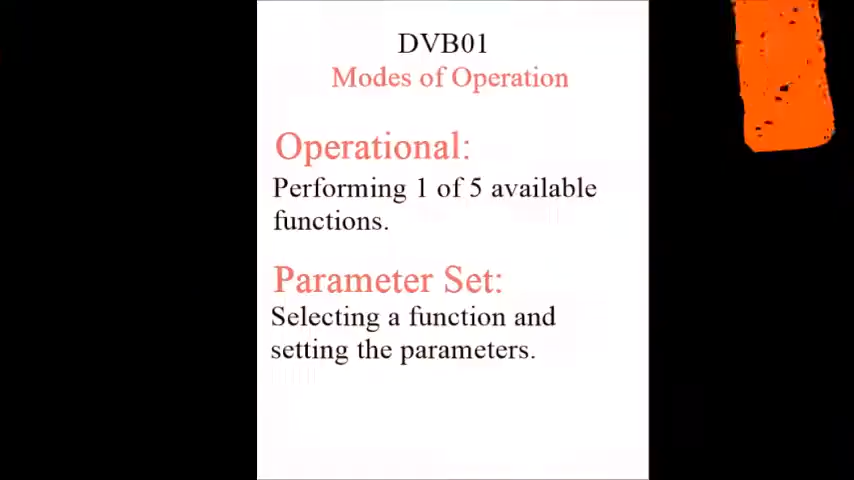 DVB01
Modes of Operation
Operational:
Performing 1 of 5 available
functions.
Parameter Set:
Selecting a function and
setting the parameters.